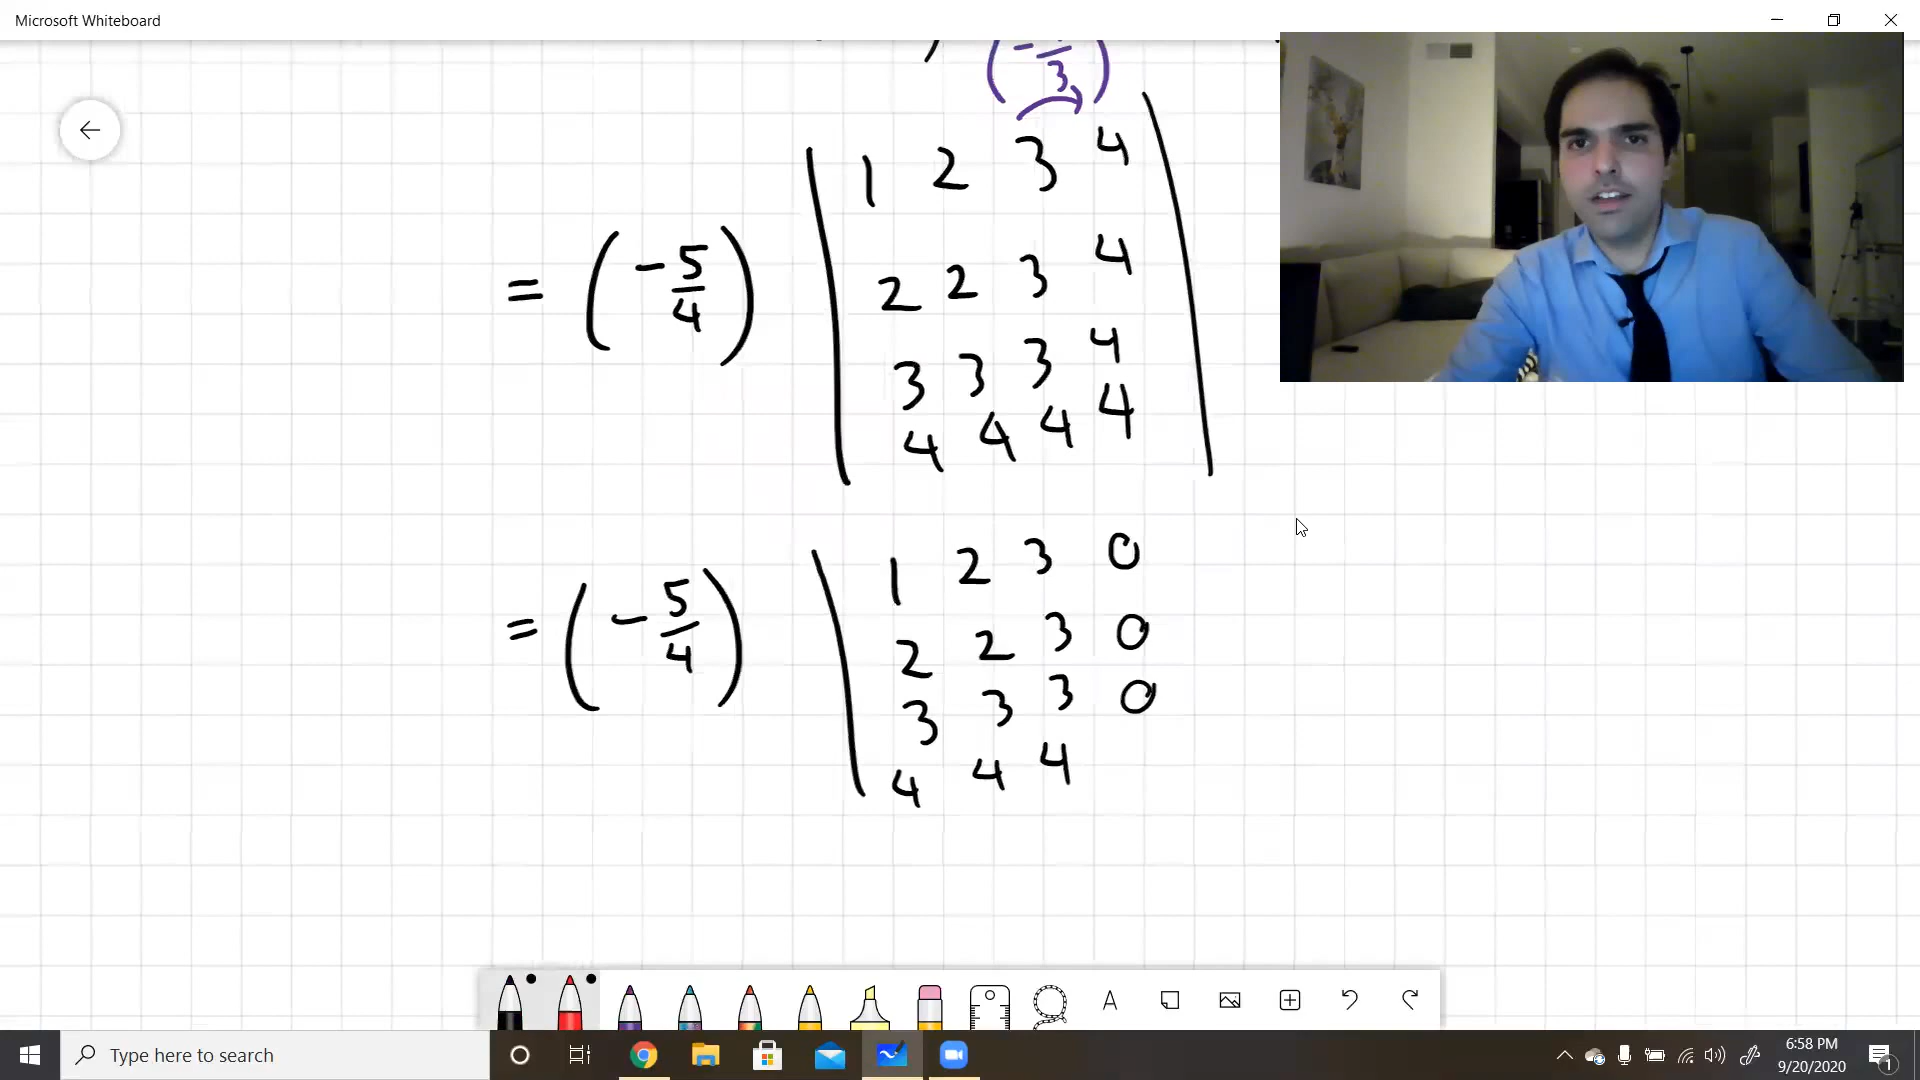 Microsoft Whiteboard
= (-5/4) | 1 2 3 4
2 2 3 4
3 3 3 4
4 4 4 4 |
= (-5/4) | 1 2 3 0
2 2 3 0
3 3 3 0
4 4 4
A
Type here to search
6:58 PM
9/20/2020
1